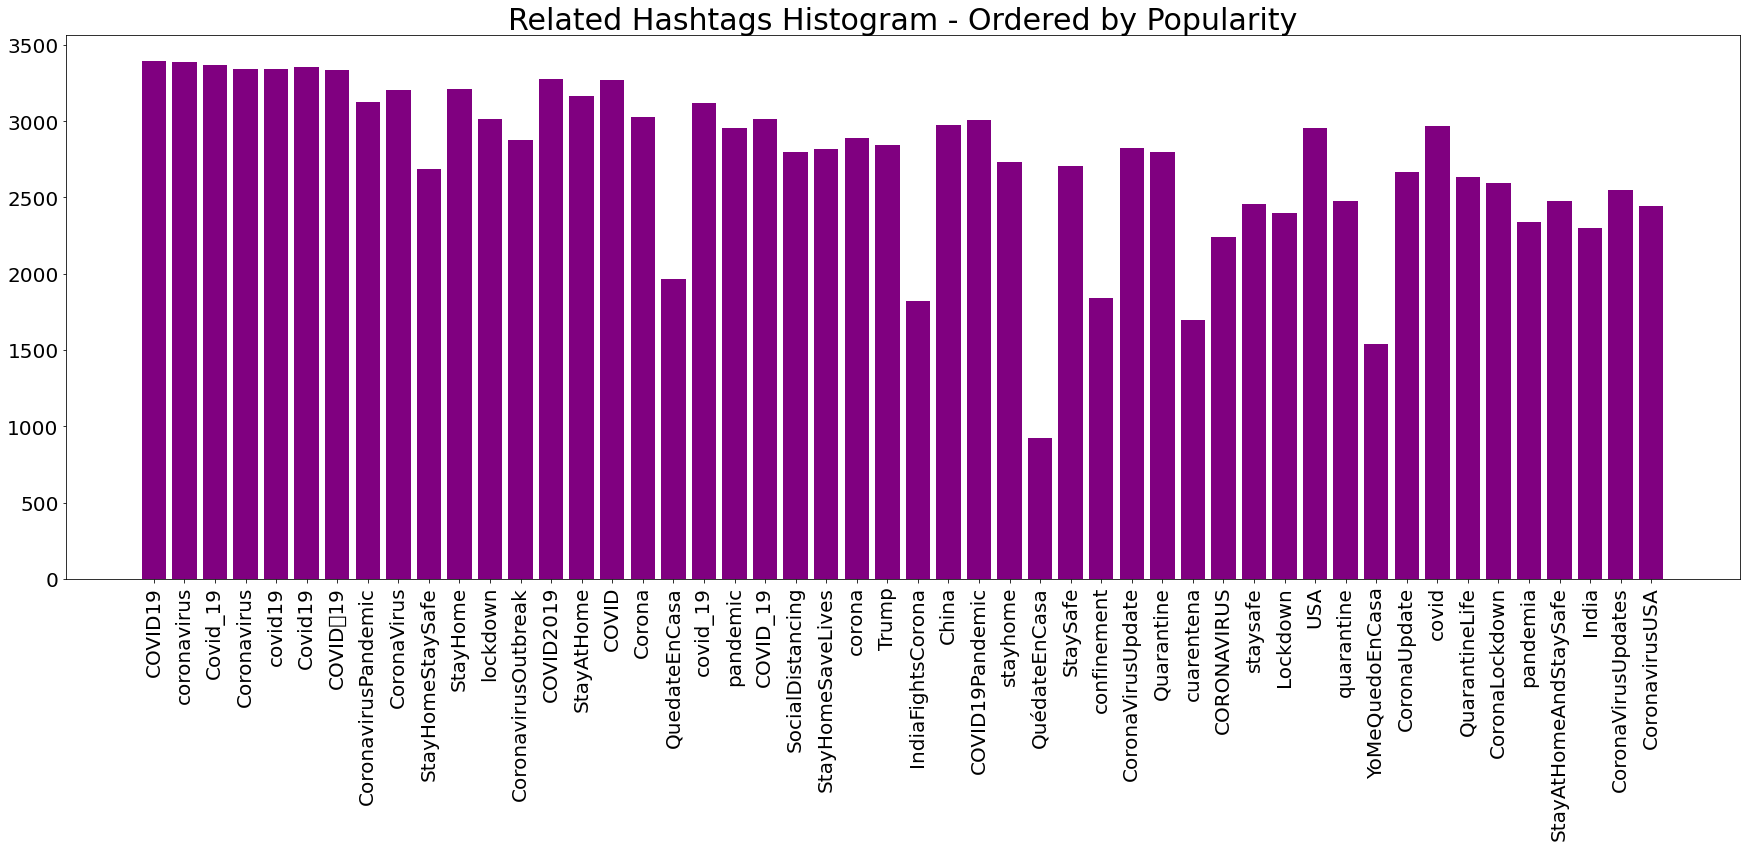 Related Hashtags Histogram - Ordered by Popularity
3500
3000
2500
2000
1500
1000
500
0
COVID19
coronavirus
Covid_19
Coronavirus
covid19
Covid19
COVID▯19
CoronavirusPandemic
CoronaVirus
StayHomeStaySafe
StayHome
lockdown
CoronavirusOutbreak
COVID2019
StayAtHome
COVID
Corona
QuedateEnCasa
covid_19
pandemic
COVID_19
SocialDistancing
StayHomeSaveLives
corona
Trump
IndiaFightsCorona
China
COVID19Pandemic
stayhome
QuédateEnCasa
StaySafe
confinement
CoronaVirusUpdate
Quarantine
cuarentena
CORONAVIRUS
staysafe
Lockdown
USA
quarantine
YoMeQuedoEnCasa
CoronaUpdate
covid
QuarantineLife
CoronaLockdown
pandemia
StayAtHomeAndStaySafe
India
CoronaVirusUpdates
CoronavirusUSA